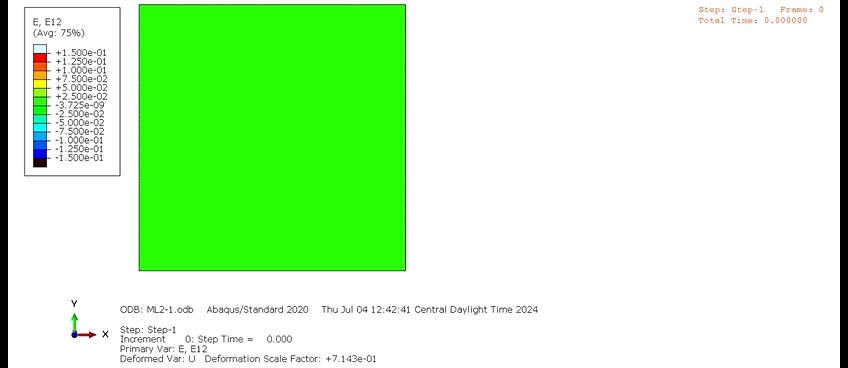 Step: Step-1 Frame: 0
Total Time: 0.000000
E, E12
(Avg: 75%)
+1.500e-01
+1.250e-01
+1.000e-01
+7.500e-02
+5.000e-02
+2.500e-02
-3.725e-09
-2.500e-02
-5.000e-02
-7.500e-02
-1.000e-01
-1.250e-01
-1.500e-01
Y
X
Z
ODB: ML2-1.odb Abaqus/Standard 2020 Thu Jul 04 12:42:41 Central Daylight Time 2024
Step: Step-1
Increment 0: Step Time = 0.000
Primary Var: E, E12
Deformed Var: U Deformation Scale Factor: +7.143e-01